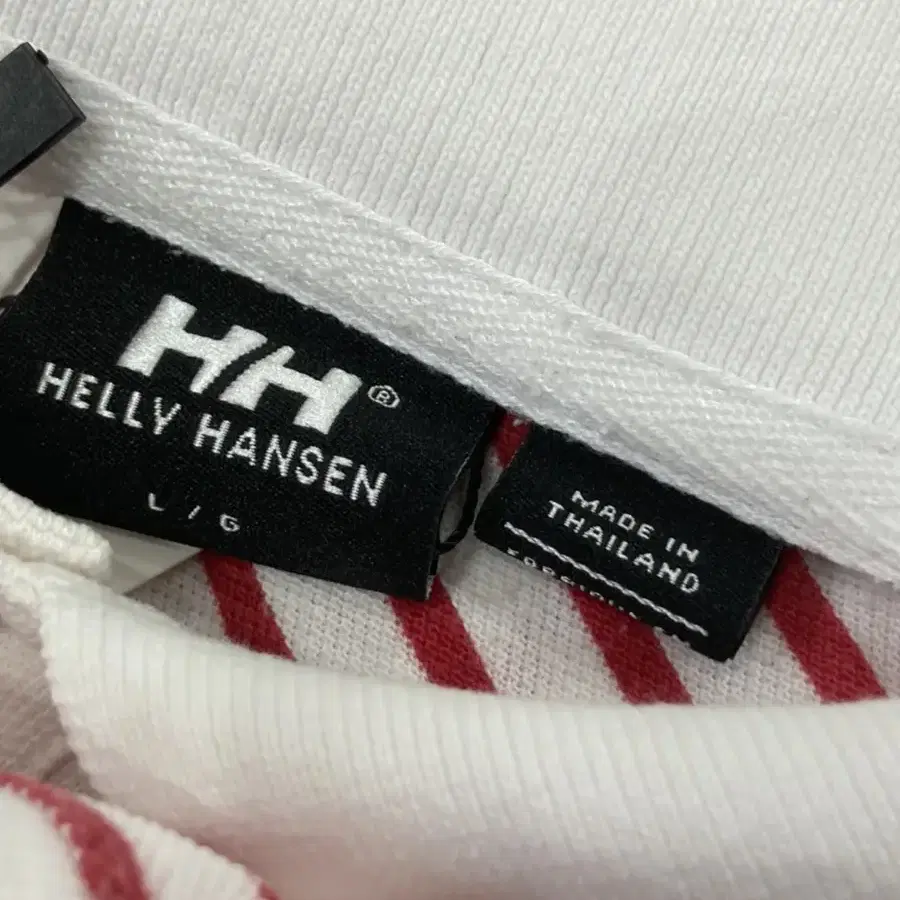 HH®
HELLY HANSEN
L / G
MADE IN
THAILAND